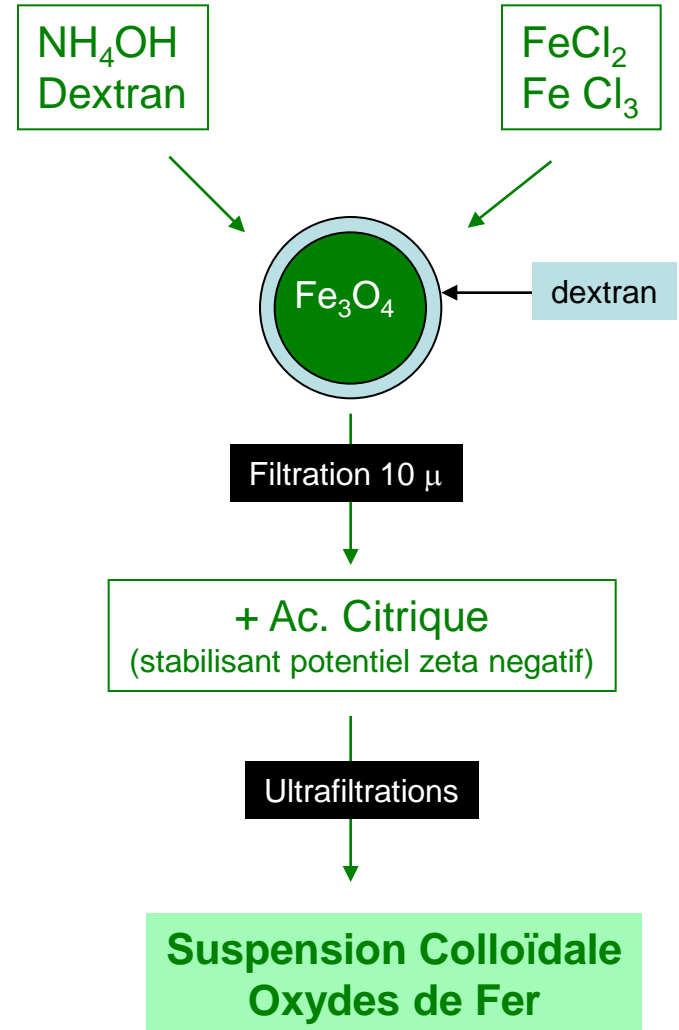 NH₄OH
Dextran
FeCl₂
Fe Cl₃
Fe₃O₄
dextran
Filtration 10 μ
+ Ac. Citrique
(stabilisant potentiel zeta negatif)
Ultrafiltrations
Suspension Colloïdale
Oxydes de Fer